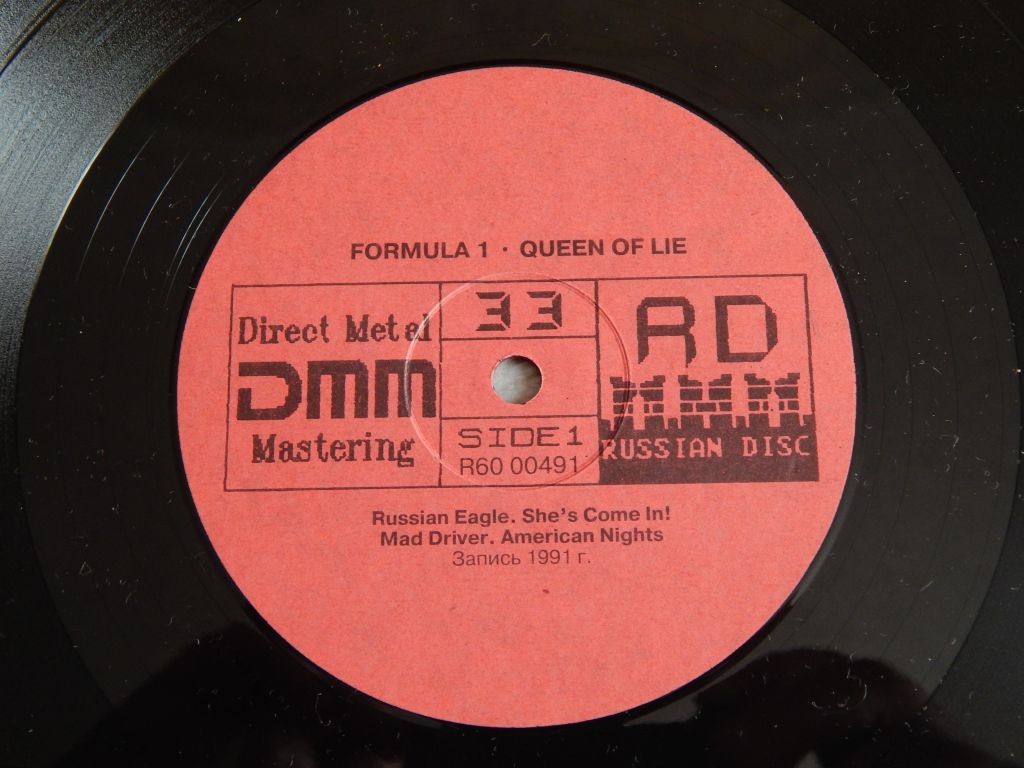 FORMULA 1 · QUEEN OF LIE
Direct Metal
DMM
Mastering
33
SIDE 1
R60 00491
RD
RUSSIAN DISC
Russian Eagle. She's Come In!
Mad Driver. American Nights
Запись 1991 г.